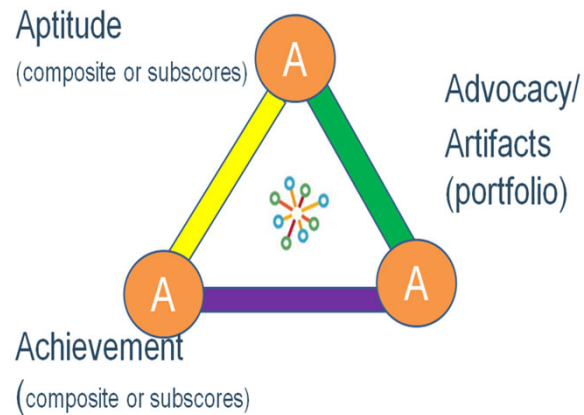 Aptitude
(composite or subscores)
A
Advocacy/
Artifacts
(portfolio)
A
A
Achievement
(composite or subscores)